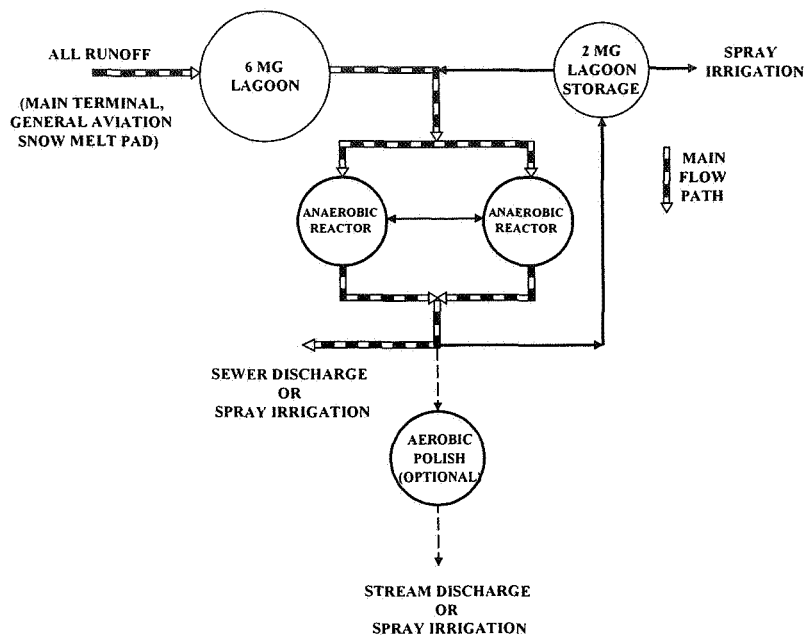 ALL RUNOFF
(MAIN TERMINAL,
GENERAL AVIATION
SNOW MELT PAD)
6 MG
LAGOON
2 MG
LAGOON
STORAGE
SPRAY
IRRIGATION
MAIN
FLOW
PATH
ANAEROBIC
REACTOR
ANAEROBIC
REACTOR
SEWER DISCHARGE
OR
SPRAY IRRIGATION
AEROBIC
POLISH
(OPTIONAL)
STREAM DISCHARGE
OR
SPRAY IRRIGATION